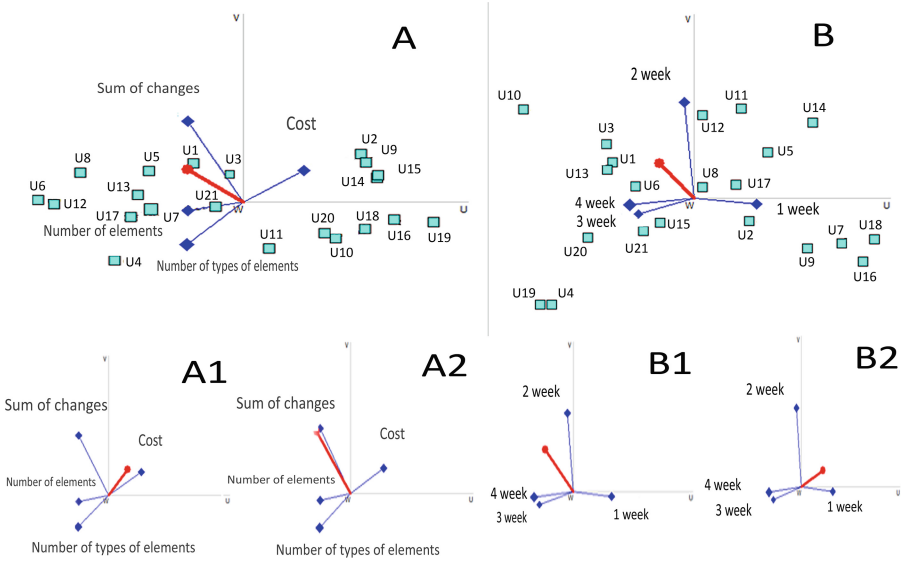 V
A
Sum of changes
Cost
U1
U3
U2
U9
U8
U5
U15
U14
U6
U12
U13
U21
W
U
U17
U7
Number of elements
U20
U18
U16
U19
U11
U10
U4
Number of types of elements
V
B
2 week
U10
U11
U14
U12
U3
U1
U13
U5
U8
U17
U6
4 week
W
1 week
U
3 week
U15
U2
U20
U21
U7
U18
U9
U16
U19
U4
V
A1
Sum of changes
Cost
Number of elements
W
U
Number of types of elements
V
A2
Sum of changes
Cost
Number of elements
W
U
Number of types of elements
V
B1
2 week
4 week
W
U
3 week
1 week
V
B2
2 week
4 week
W
U
3 week
1 week